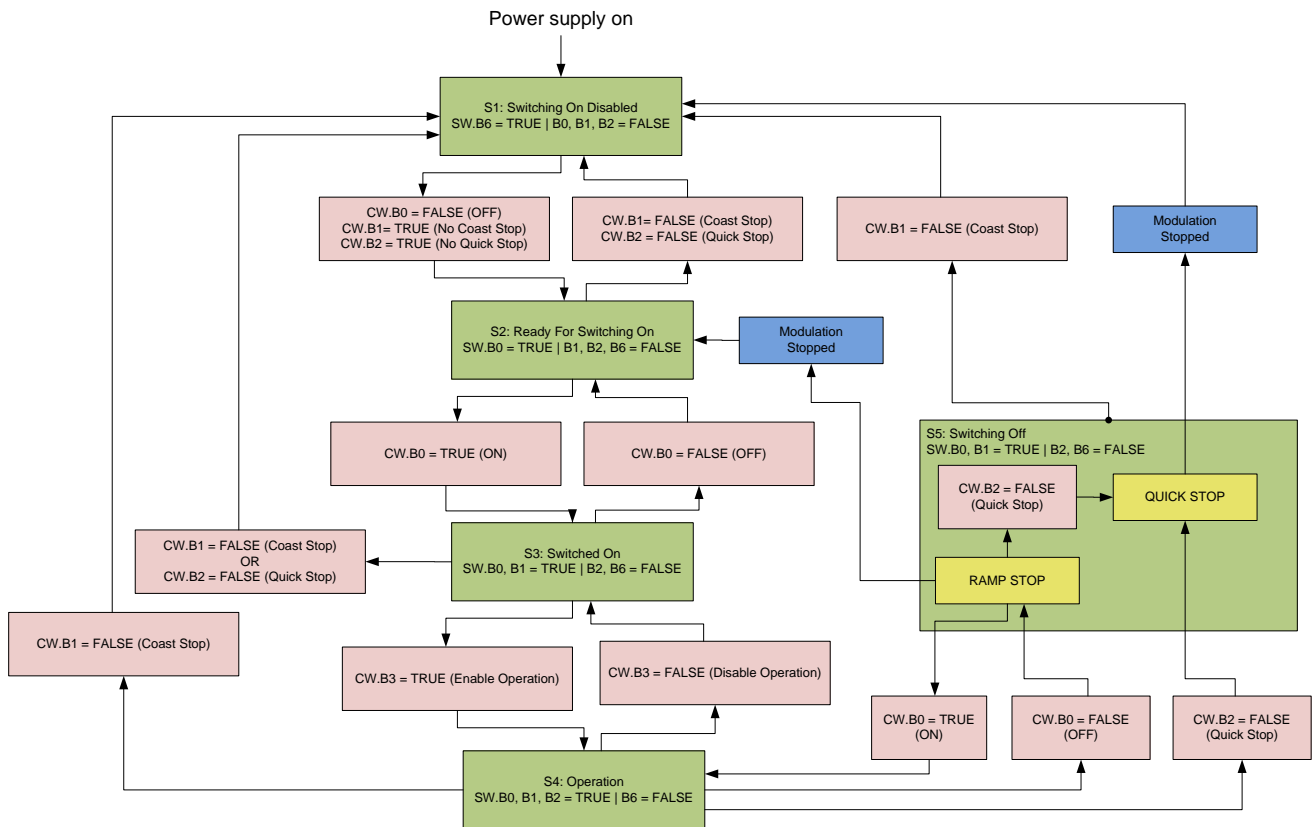 Power supply on
S1: Switching On Disabled
SW.B6 = TRUE | B0, B1, B2 = FALSE
CW.B0 = FALSE (OFF)
CW.B1= TRUE (No Coast Stop)
CW.B2 = TRUE (No Quick Stop)
CW.B1= FALSE (Coast Stop)
CW.B2 = FALSE (Quick Stop)
CW.B1 = FALSE (Coast Stop)
Modulation
Stopped
S2: Ready For Switching On
SW.B0 = TRUE | B1, B2, B6 = FALSE
Modulation
Stopped
CW.B0 = TRUE (ON)
CW.B0 = FALSE (OFF)
S5: Switching Off
SW.B0, B1 = TRUE | B2, B6 = FALSE
CW.B2 = FALSE
(Quick Stop)
QUICK STOP
RAMP STOP
CW.B1 = FALSE (Coast Stop)
OR
CW.B2 = FALSE (Quick Stop)
S3: Switched On
SW.B0, B1 = TRUE | B2, B6 = FALSE
CW.B1 = FALSE (Coast Stop)
CW.B3 = TRUE (Enable Operation)
CW.B3 = FALSE (Disable Operation)
CW.B0 = TRUE
(ON)
CW.B0 = FALSE
(OFF)
CW.B2 = FALSE
(Quick Stop)
S4: Operation
SW.B0, B1, B2 = TRUE | B6 = FALSE